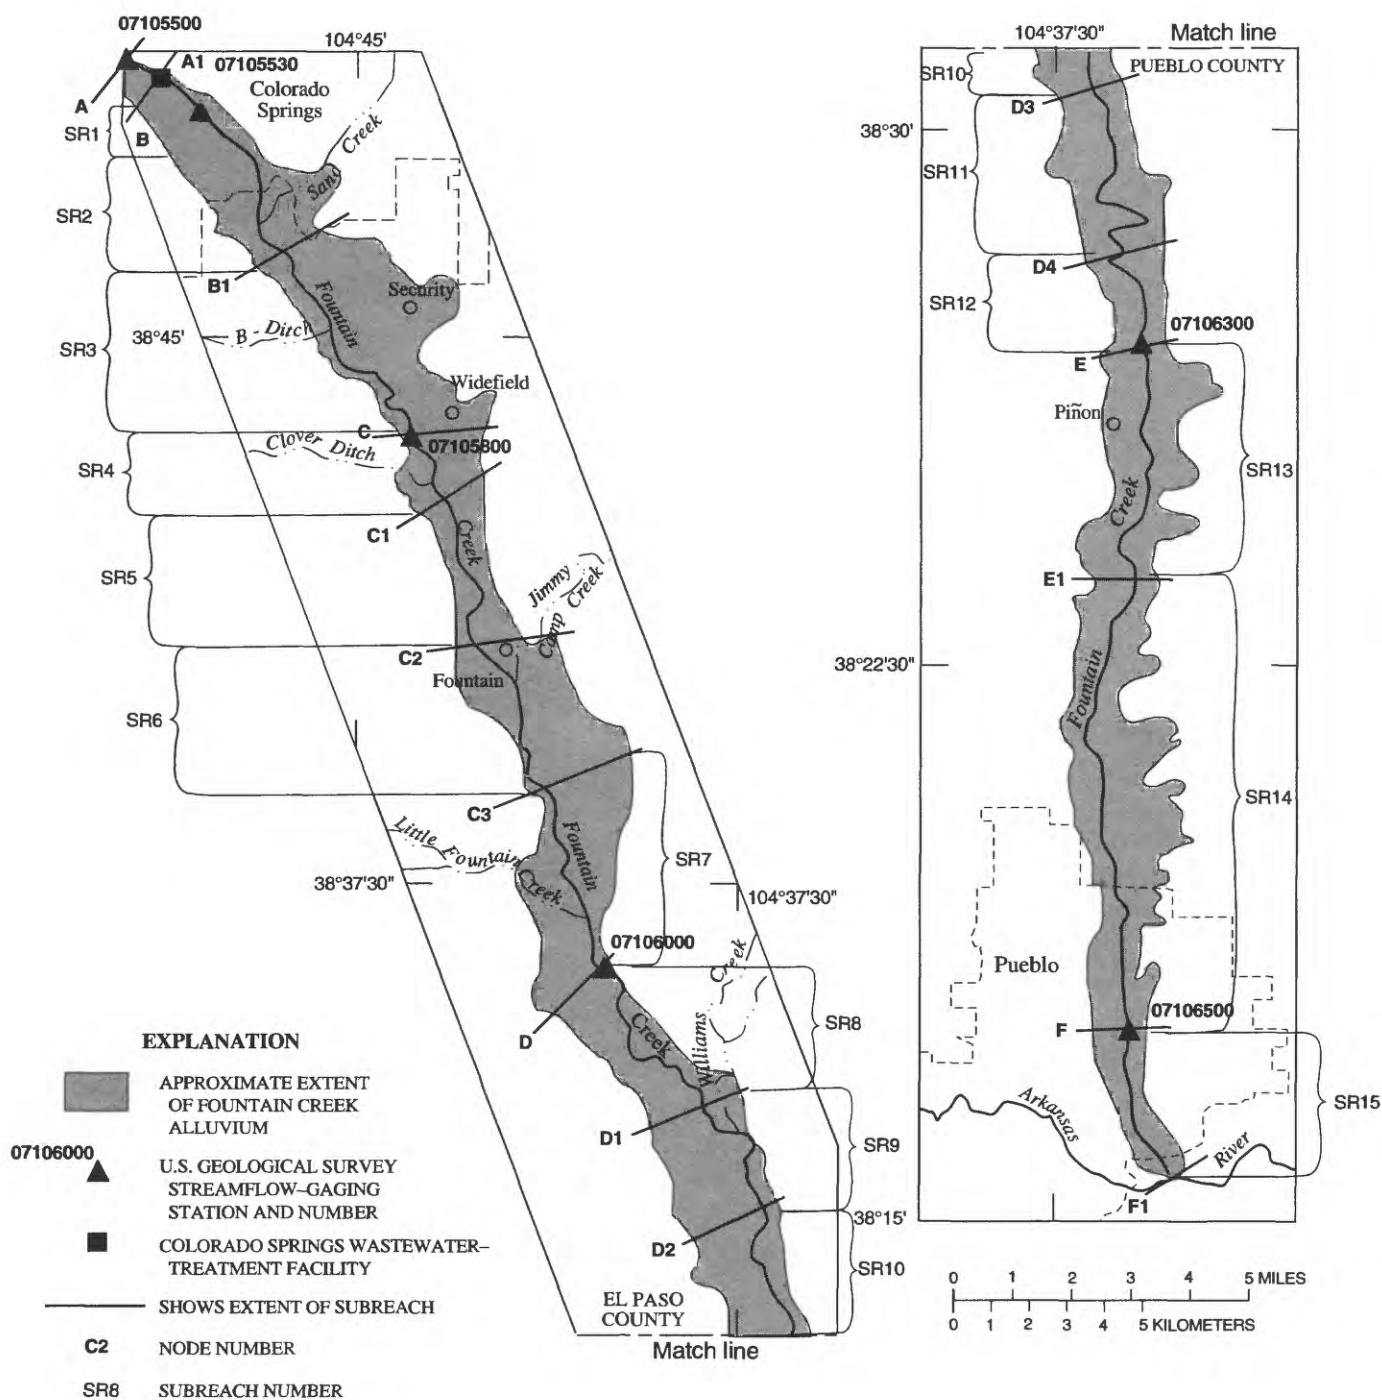 07105500
104°45'
A1
07105530
Colorado
Springs
A
SR1
B
Sand Creek
SR2
B1
Security
Fountain
38°45'
B - Ditch
SR3
Widefield
C
07105800
Clover Ditch
SR4
C1
Creek
SR5
Jimmy
Camp Creek
C2
Fountain
SR6
C3
Fountain
Little Fountain
Creek
SR7
38°37'30"
104°37'30"
07106000
Creek
Williams
D
Creek
SR8
D1
SR9
38°15'
D2
SR10
EL PASO
COUNTY
Match line
EXPLANATION
APPROXIMATE EXTENT
OF FOUNTAIN CREEK
ALLUVIUM
07106000
U.S. GEOLOGICAL SURVEY
STREAMFLOW–GAGING
STATION AND NUMBER
COLORADO SPRINGS WASTEWATER–
TREATMENT FACILITY
SHOWS EXTENT OF SUBREACH
C2
NODE NUMBER
SR8
SUBREACH NUMBER
104°37'30"
Match line
SR10
PUEBLO COUNTY
D3
38°30'
SR11
D4
SR12
07106300
E
Piñon
SR13
Creek
E1
38°22'30"
Fountain
SR14
Pueblo
07106500
F
Arkansas
River
SR15
F1
0 1 2 3 4 5 MILES
0 1 2 3 4 5 KILOMETERS